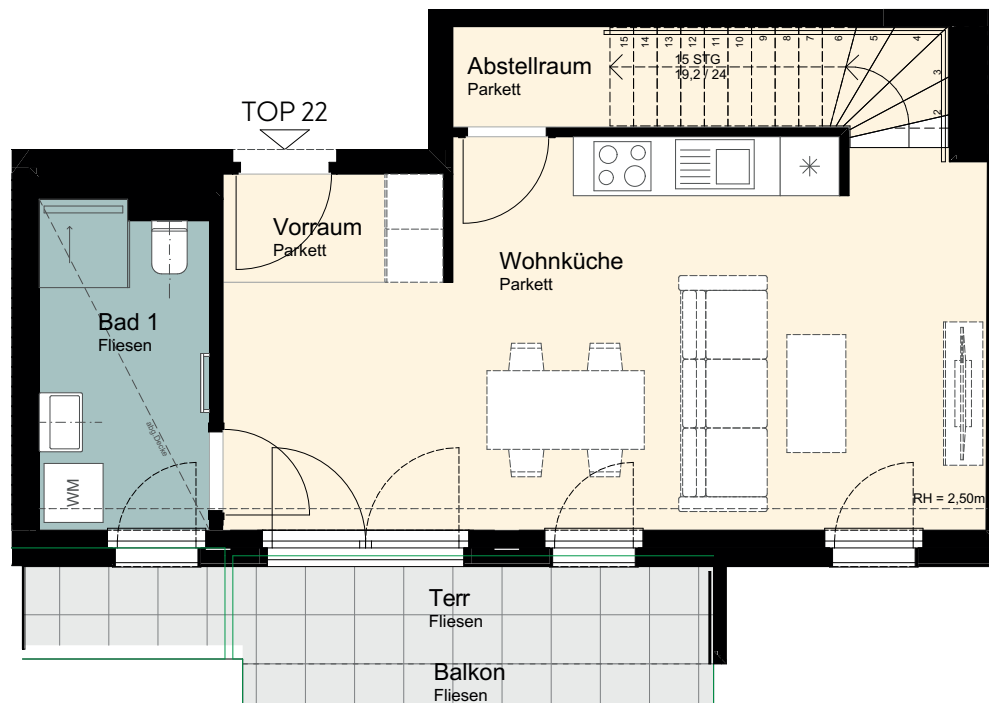 15
14
13
12
11
10
9
8
7
6
5
4
3
2
15 STG
19,2 / 24
Abstellraum
Parkett
TOP 22
Vorraum
Parkett
Wohnküche
Parkett
Bad 1
Fliesen
abg.Decke
WM
RH = 2,50m
Terr
Fliesen
Balkon
Fliesen